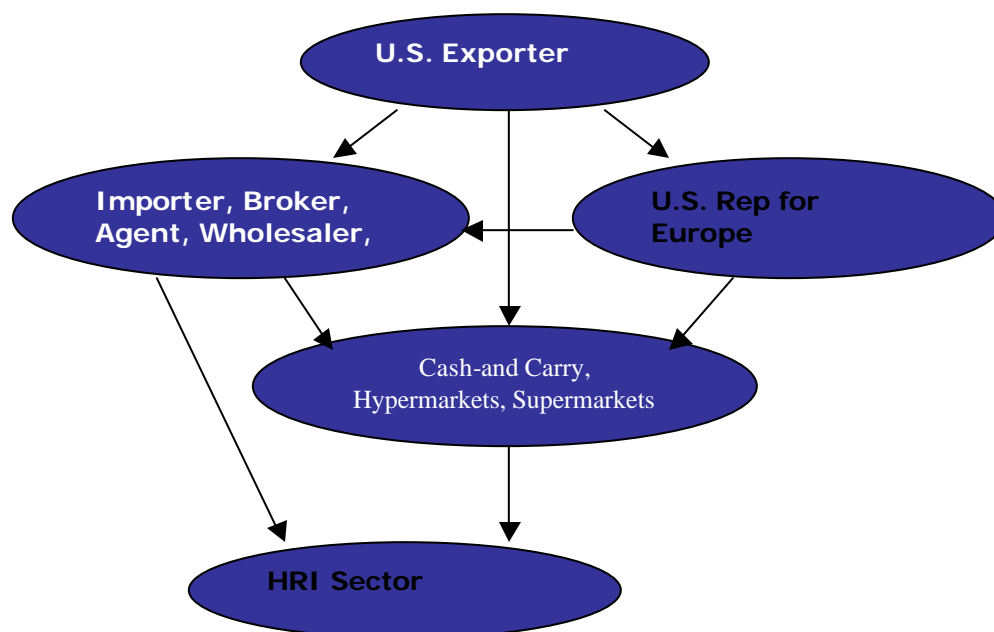 U.S. Exporter
Importer, Broker,
Agent, Wholesaler,
U.S. Rep for
Europe
Cash-and Carry,
Hypermarkets, Supermarkets
HRI Sector